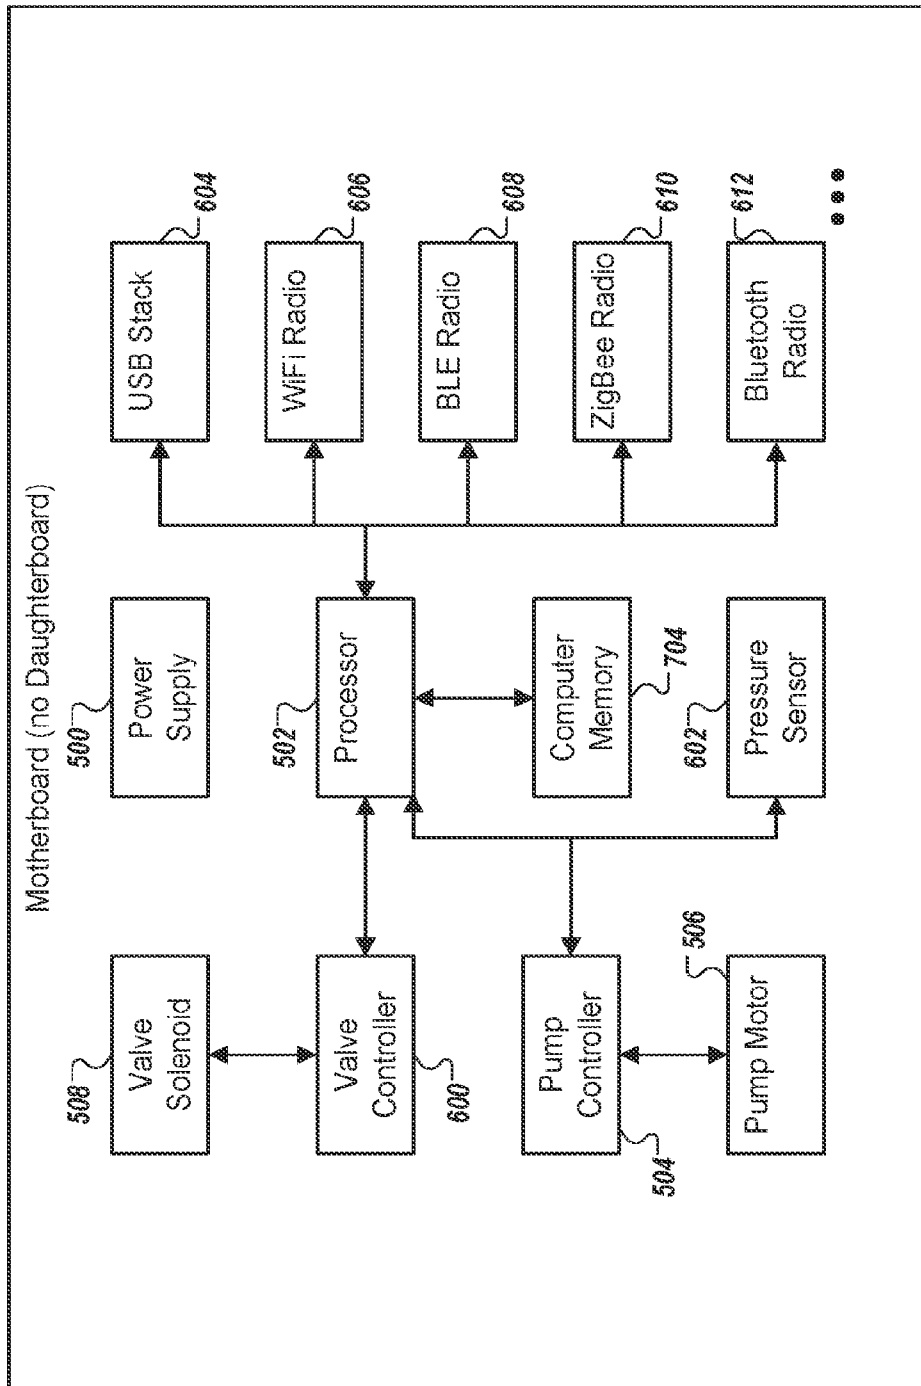 Motherboard (no Daughterboard)
508
Valve
Solenoid
500
Power
Supply
USB Stack
604
Valve
Controller
600
502
Processor
WiFi Radio
606
BLE Radio
608
Pump
Controller
504
Computer
Memory
704
ZigBee Radio
610
506
Pump Motor
602
Pressure
Sensor
612
Bluetooth
Radio